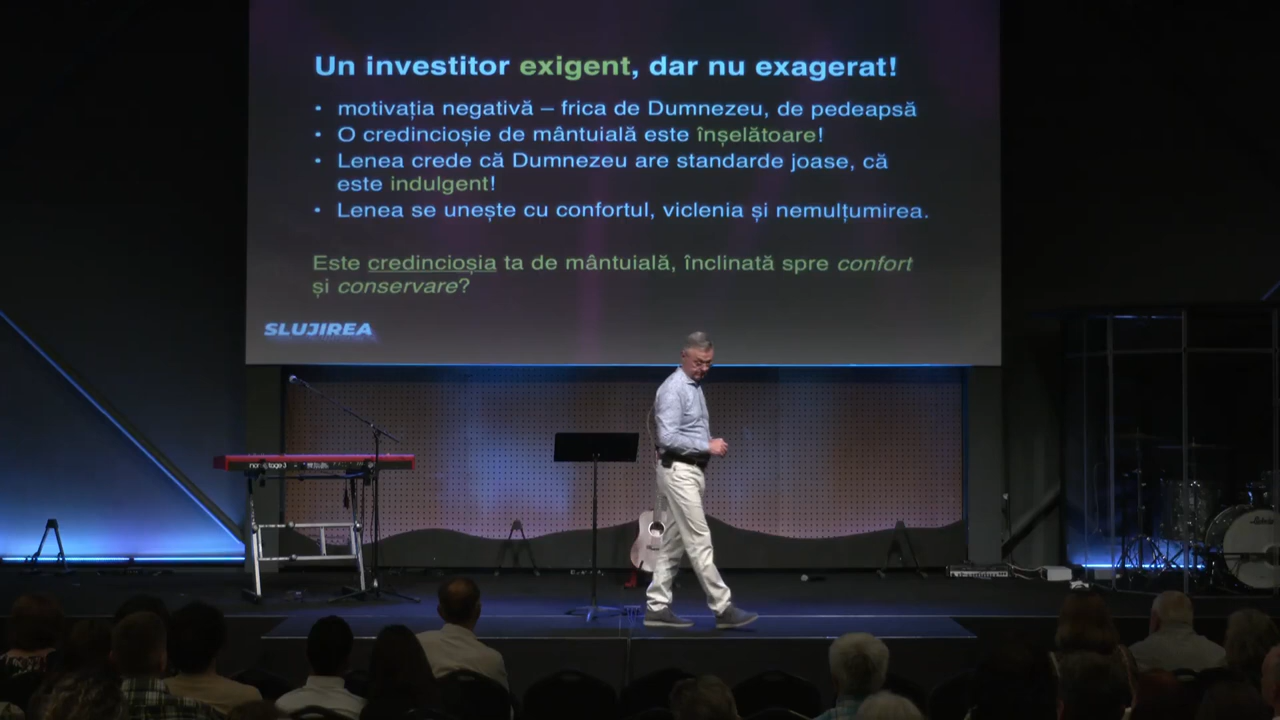 Un investitor exigent, dar nu exagerat!
• motivația negativă – frica de Dumnezeu, de pedeapsă
• O credincioșie de mântuială este înșelătoare!
• Lenea crede că Dumnezeu are standarde joase, că
este indulgent!
• Lenea se unește cu confortul, viclenia și nemulțumirea.
Este credincioșia ta de mântuială, înclinată spre confort
și conservare?
SLUJIREA